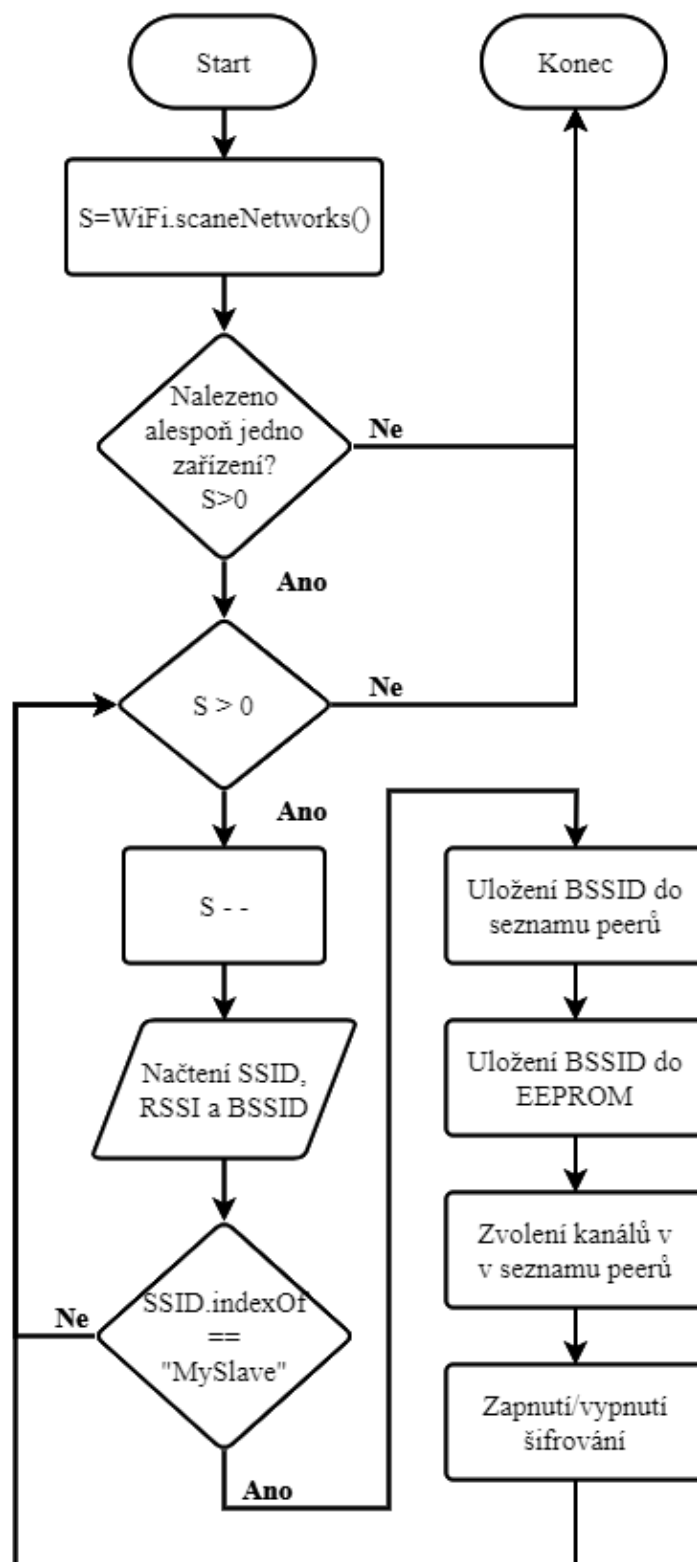 Start
Konec
S=WiFi.scaneNetworks()
Nalezeno
alespoň jedno
zařízení?
S>0
Ne
Ano
S > 0
Ne
Ano
S - -
Načtení SSID,
RSSI a BSSID
SSID.indexOf
==
"MySlave"
Ne
Ano
Uložení BSSID do
seznamu peerů
Uložení BSSID do
EEPROM
Zvolení kanálů v
v seznamu peerů
Zapnutí/vypnutí
šifrování